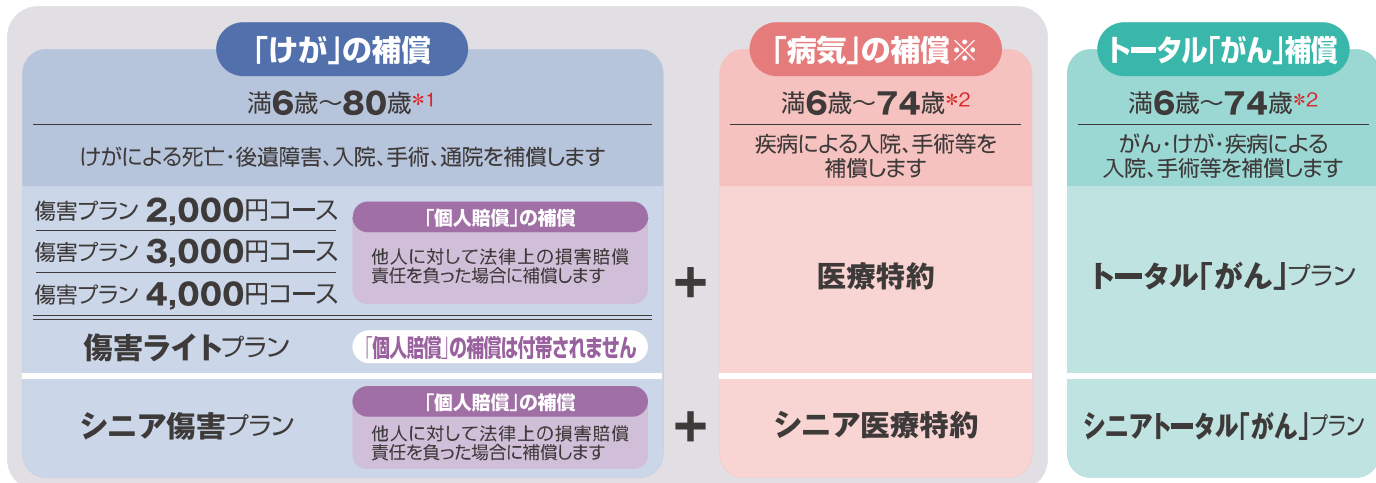 「けが」の補償
満6歳～80歳*1
けがによる死亡・後遺障害、入院、手術、通院を補償します
傷害プラン 2,000円コース
傷害プラン 3,000円コース
傷害プラン 4,000円コース
「個人賠償」の補償
他人に対して法律上の損害賠償
責任を負った場合に補償します
傷害ライトプラン
「個人賠償」の補償は付帯されません
シニア傷害プラン
「個人賠償」の補償
他人に対して法律上の損害賠償
責任を負った場合に補償します
+
+
「病気」の補償※
満6歳～74歳*2
疾病による入院、手術等を
補償します
医療特約
シニア医療特約
トータル「がん」補償
満6歳～74歳*2
がん・けが・疾病による
入院、手術等を補償します
トータル「がん」プラン
シニアトータル「がん」プラン